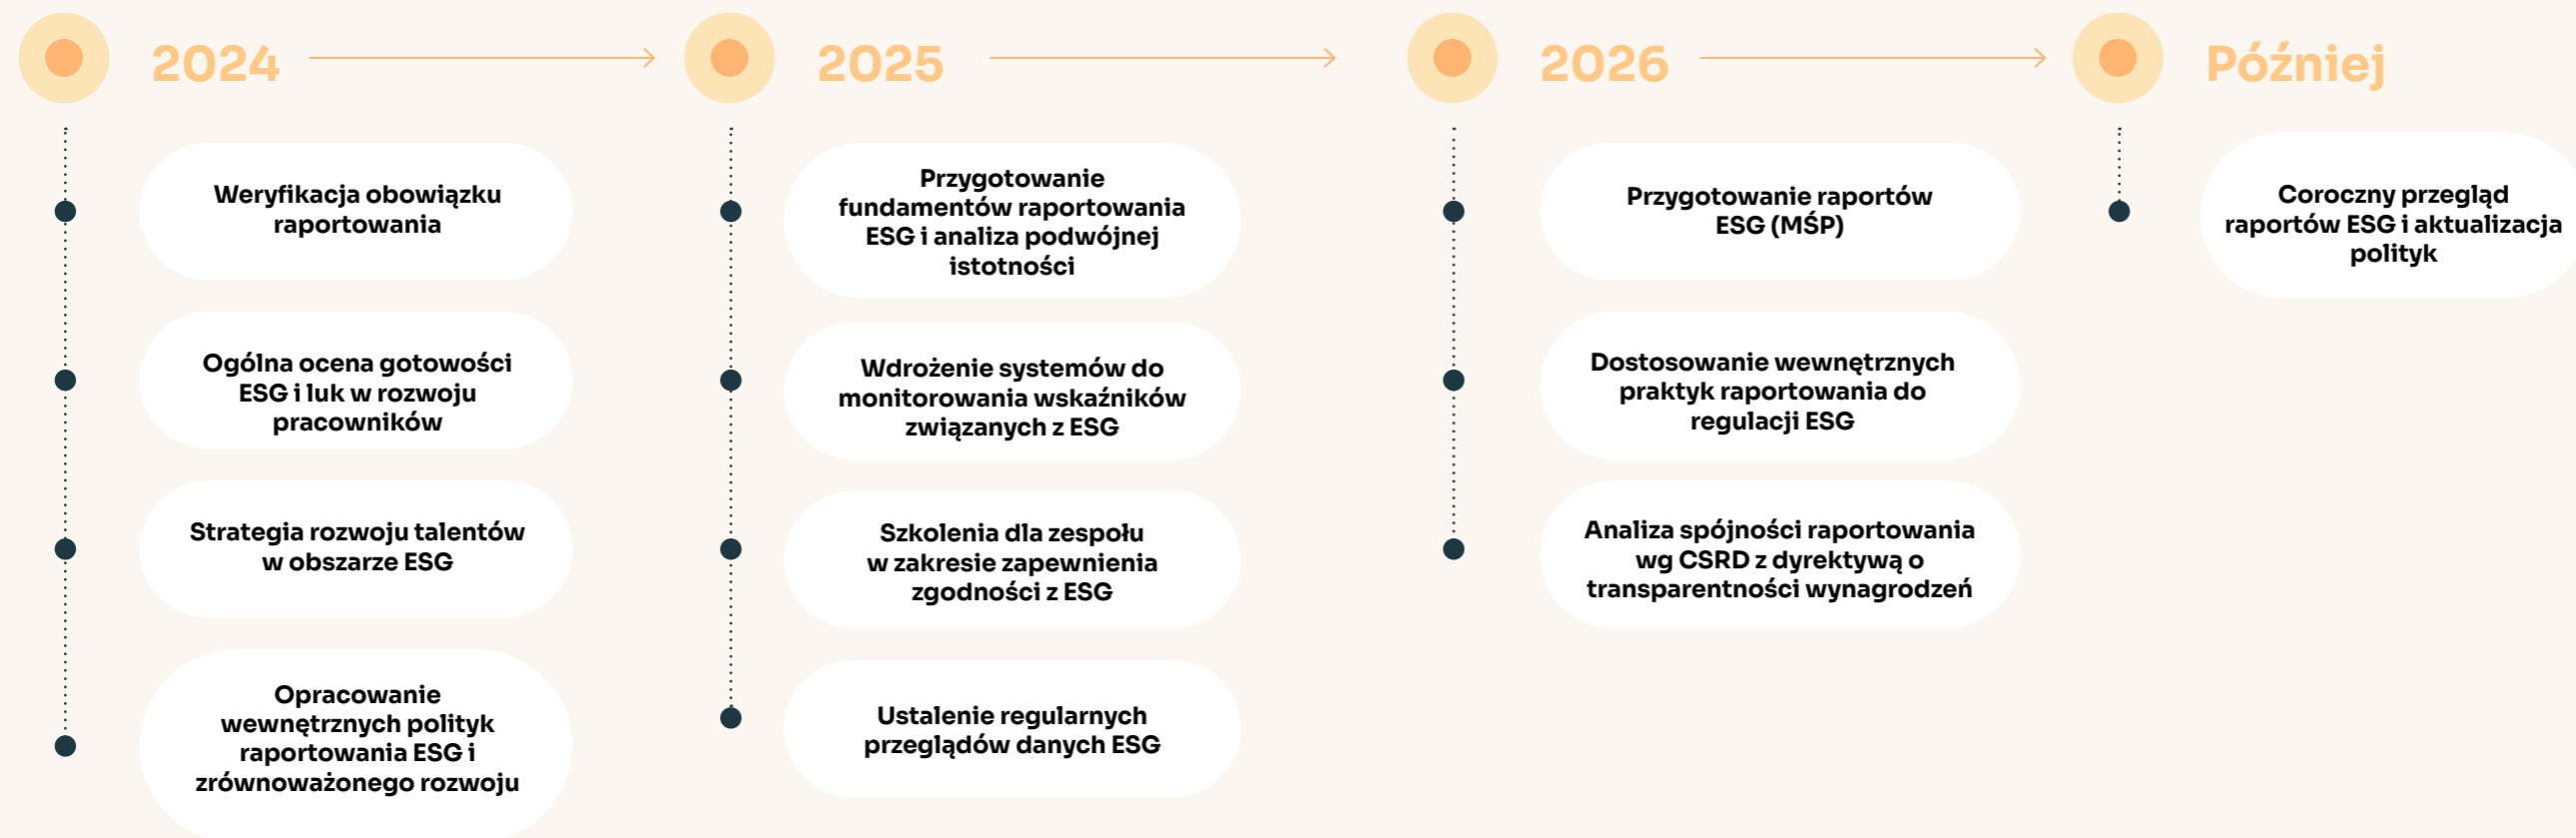 2024
Weryfikacja obowiązku
raportowania
Ogólna ocena gotowości
ESG i luk w rozwoju
pracowników
Strategia rozwoju talentów
w obszarze ESG
Opracowanie
wewnętrznych polityk
raportowania ESG i
zrównoważonego rozwoju
2025
Przygotowanie
fundamentów raportowania
ESG i analiza podwójnej
istotności
Wdrożenie systemów do
monitorowania wskaźników
związanych z ESG
Szkolenia dla zespołu
w zakresie zapewnienia
zgodności z ESG
Ustalenie regularnych
przeglądów danych ESG
2026
Przygotowanie raportów
ESG (MŚP)
Dostosowanie wewnętrznych
praktyk raportowania do
regulacji ESG
Analiza spójności raportowania
wg CSRD z dyrektywą o
transparentności wynagrodzeń
Później
Coroczny przegląd
raportów ESG i aktualizacja
polityk